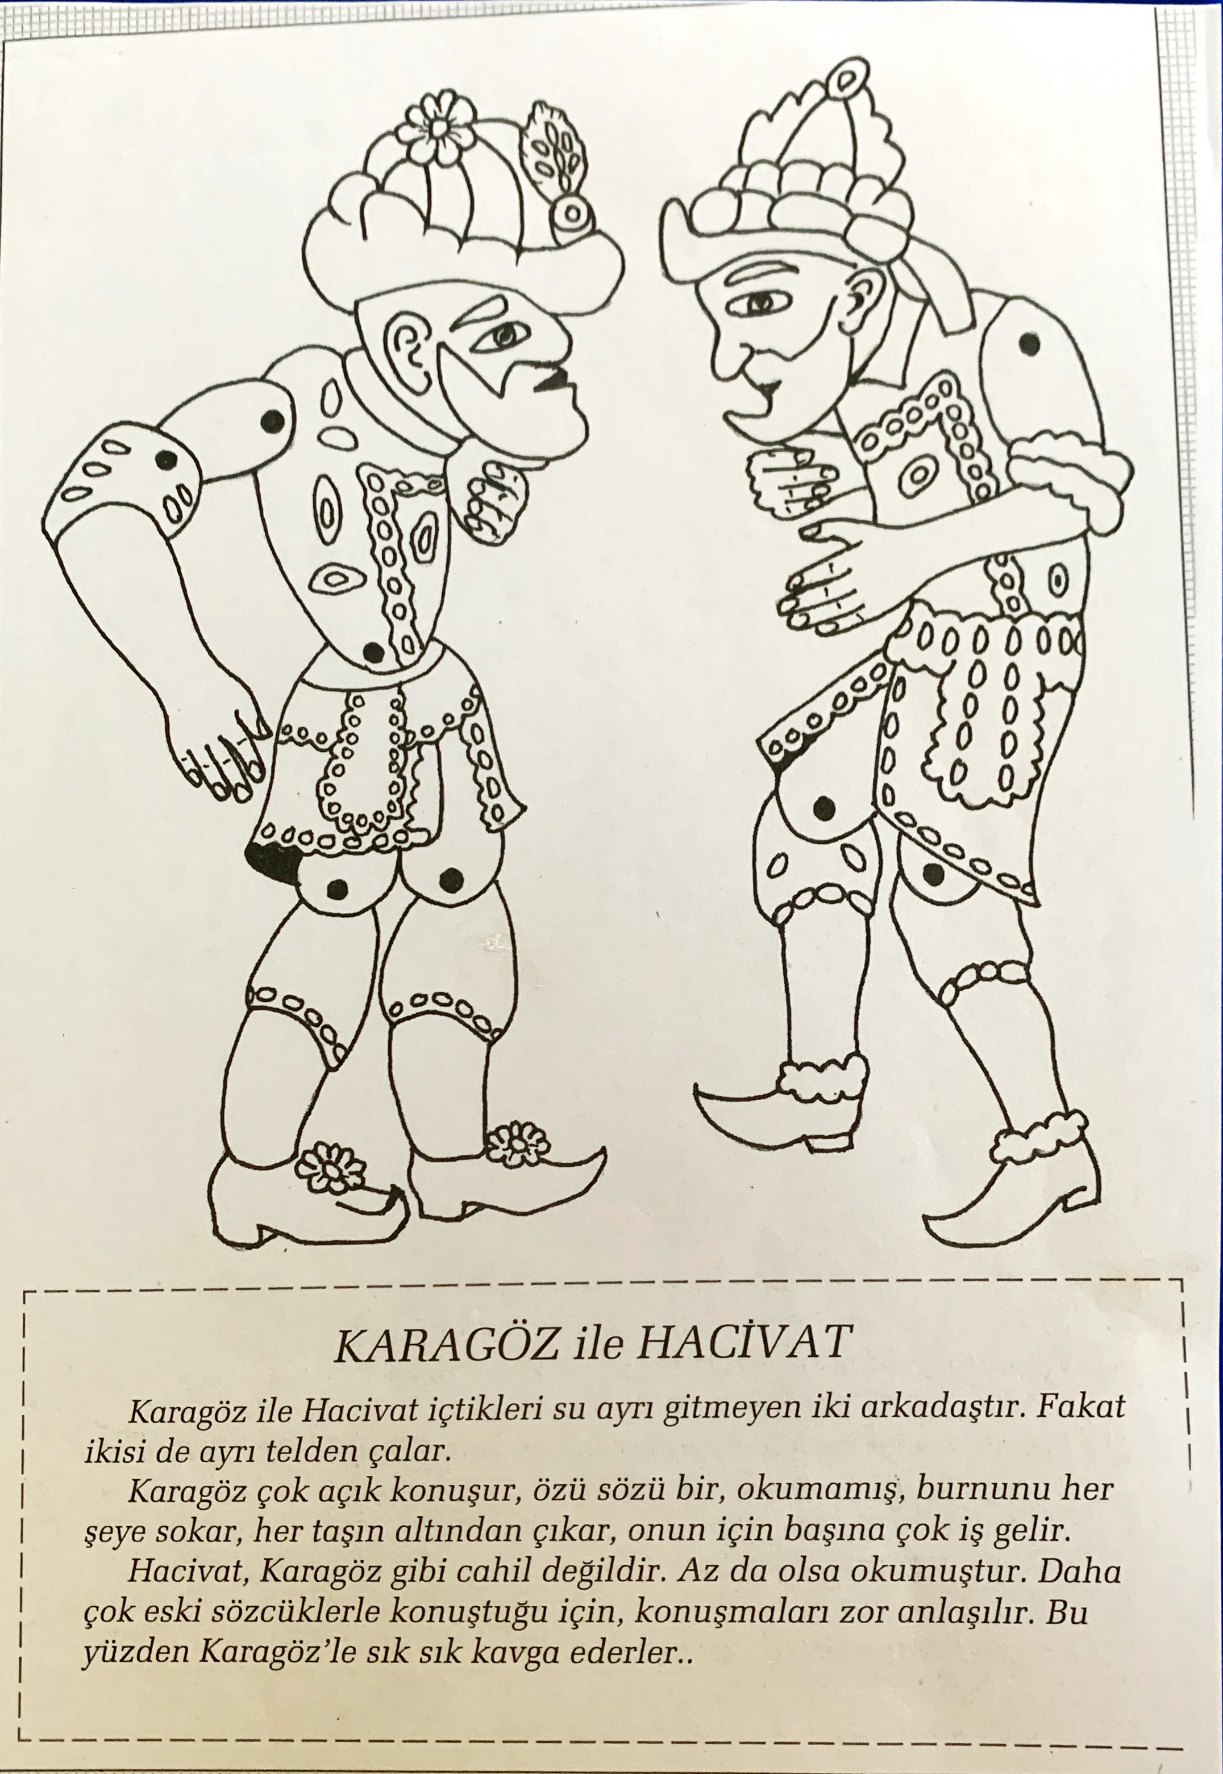 KARAGÖZ ile HACİVAT
Karagöz ile Hacivat içtikleri su ayrı gitmeyen iki arkadaştır. Fakat
ikisi de ayrı telden çalar.
Karagöz çok açık konuşur, özü sözü bir, okumamış, burnunu her
şeye sokar, her taşın altından çıkar, onun için başına çok iş gelir.
Hacivat, Karagöz gibi cahil değildir. Az da olsa okumuştur. Daha
çok eski sözcüklerle konuştuğu için, konuşmaları zor anlaşılır. Bu
yüzden Karagöz’le sık sık kavga ederler..